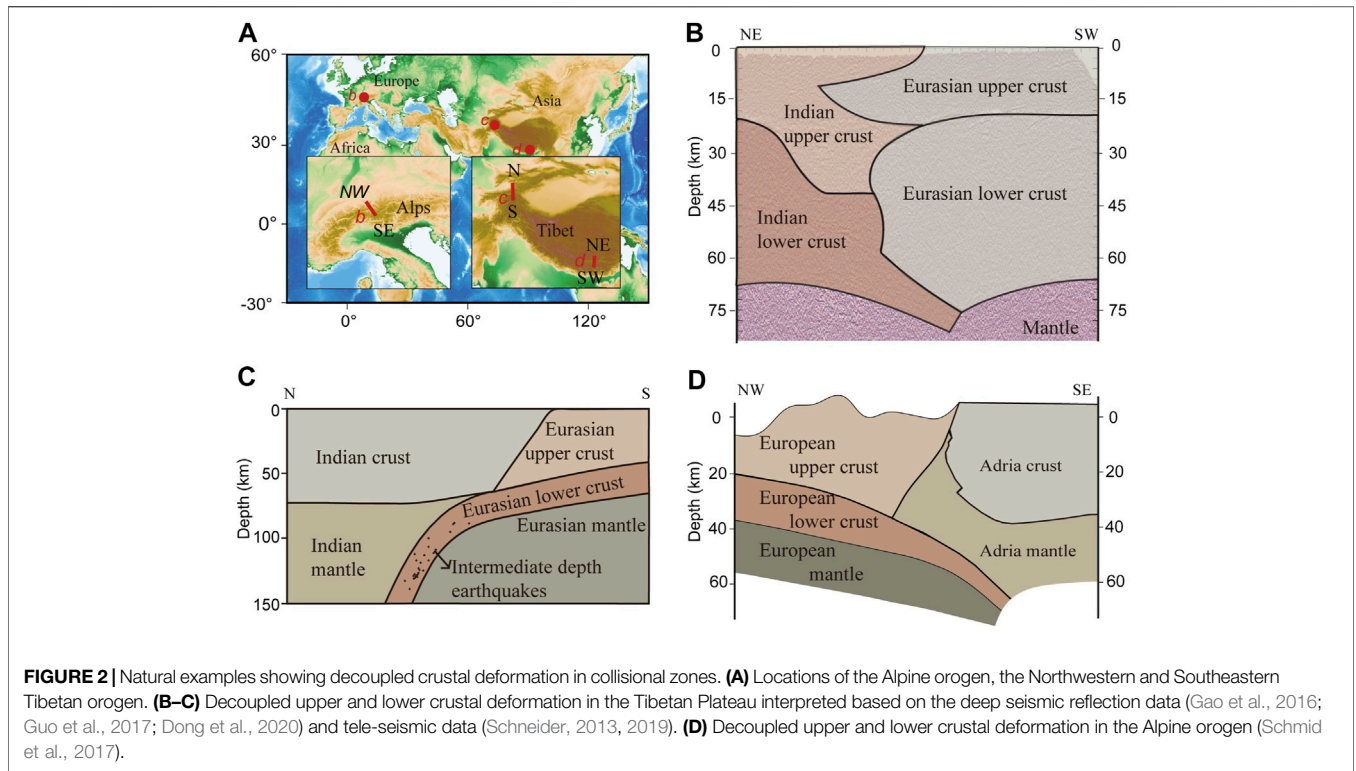 A
60°
30°
0°
-30°
0°
60°
120°
Europe
b
Asia
c
d
Africa
NW
b
Alps
SE
N
c
S
Tibet
NE
d
SW
B
NE
SW
0
15
30
45
60
75
Depth (km)
0
15
30
45
60
75
Eurasian upper crust
Indian
upper crust
Eurasian lower crust
Indian
lower crust
Mantle
C
N
S
0
50
100
150
Depth (km)
Indian crust
Eurasian
upper crust
Eurasian lower crust
Eurasian mantle
Indian
mantle
Intermediate depth
earthquakes
D
NW
SE
0
20
40
60
Depth (km)
0
20
40
60
European
upper crust
Adria crust
European
lower crust
Adria mantle
European
mantle
FIGURE 2 | Natural examples showing decoupled crustal deformation in collisional zones. (A) Locations of the Alpine orogen, the Northwestern and Southeastern
Tibetan orogen. (B–C) Decoupled upper and lower crustal deformation in the Tibetan Plateau interpreted based on the deep seismic reflection data (Gao et al., 2016;
Guo et al., 2017; Dong et al., 2020) and tele-seismic data (Schneider, 2013, 2019). (D) Decoupled upper and lower crustal deformation in the Alpine orogen (Schmid
et al., 2017).